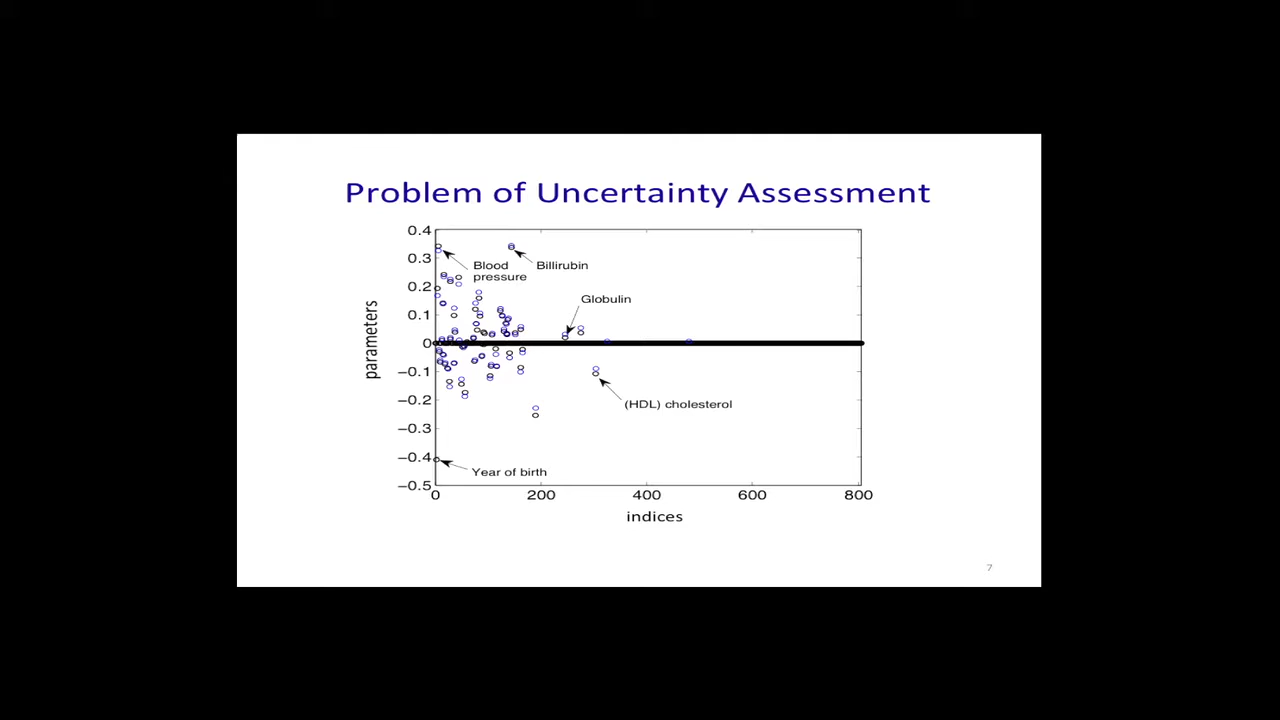 Problem of Uncertainty Assessment
0.4
0.3
0.2
0.1
0
−0.1
−0.2
−0.3
−0.4
−0.5
parameters
Blood
pressure
Billirubin
Globulin
(HDL) cholesterol
Year of birth
0 200 400 600 800
indices
7